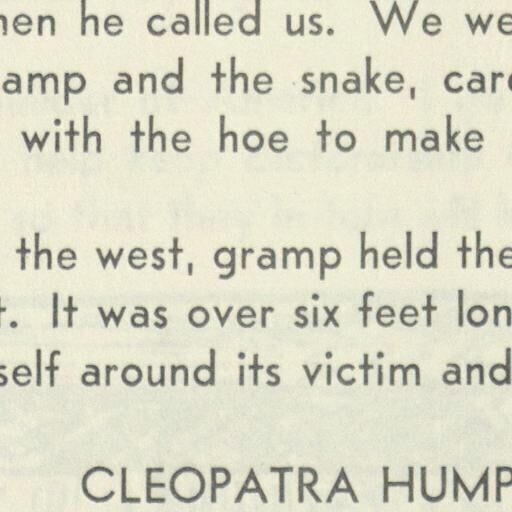 hen he called us. We we
amp and the snake, car
with the hoe to make
the west, gramp held the
t. It was over six feet lon
self around its victim and
CLEOPATRA HUMP